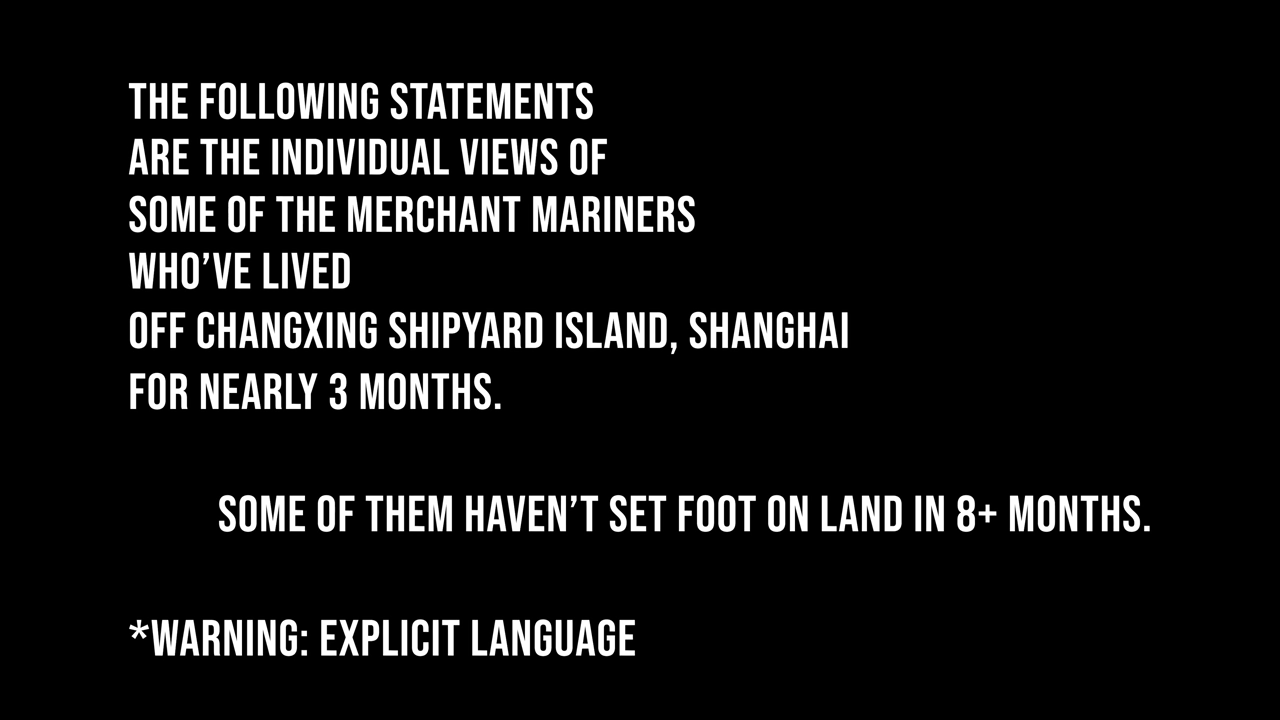 THE FOLLOWING STATEMENTS
ARE THE INDIVIDUAL VIEWS OF
SOME OF THE MERCHANT MARINERS
WHO’VE LIVED
OFF CHANGXING SHIPYARD ISLAND, SHANGHAI
FOR NEARLY 3 MONTHS.
SOME OF THEM HAVEN’T SET FOOT ON LAND IN 8+ MONTHS.
*WARNING: EXPLICIT LANGUAGE